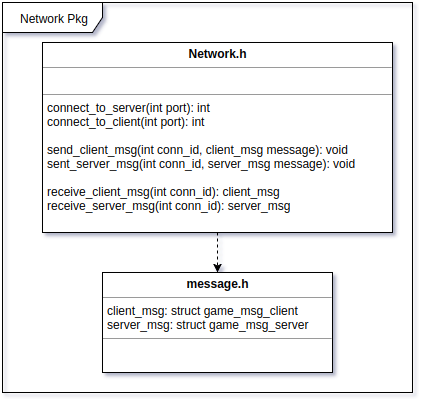 Network Pkg
Network.h
connect_to_server(int port): int
connect_to_client(int port): int
send_client_msg(int conn_id, client_msg message): void
sent_server_msg(int conn_id, server_msg message): void
receive_client_msg(int conn_id): client_msg
receive_server_msg(int conn_id): server_msg
message.h
client_msg: struct game_msg_client
server_msg: struct game_msg_server